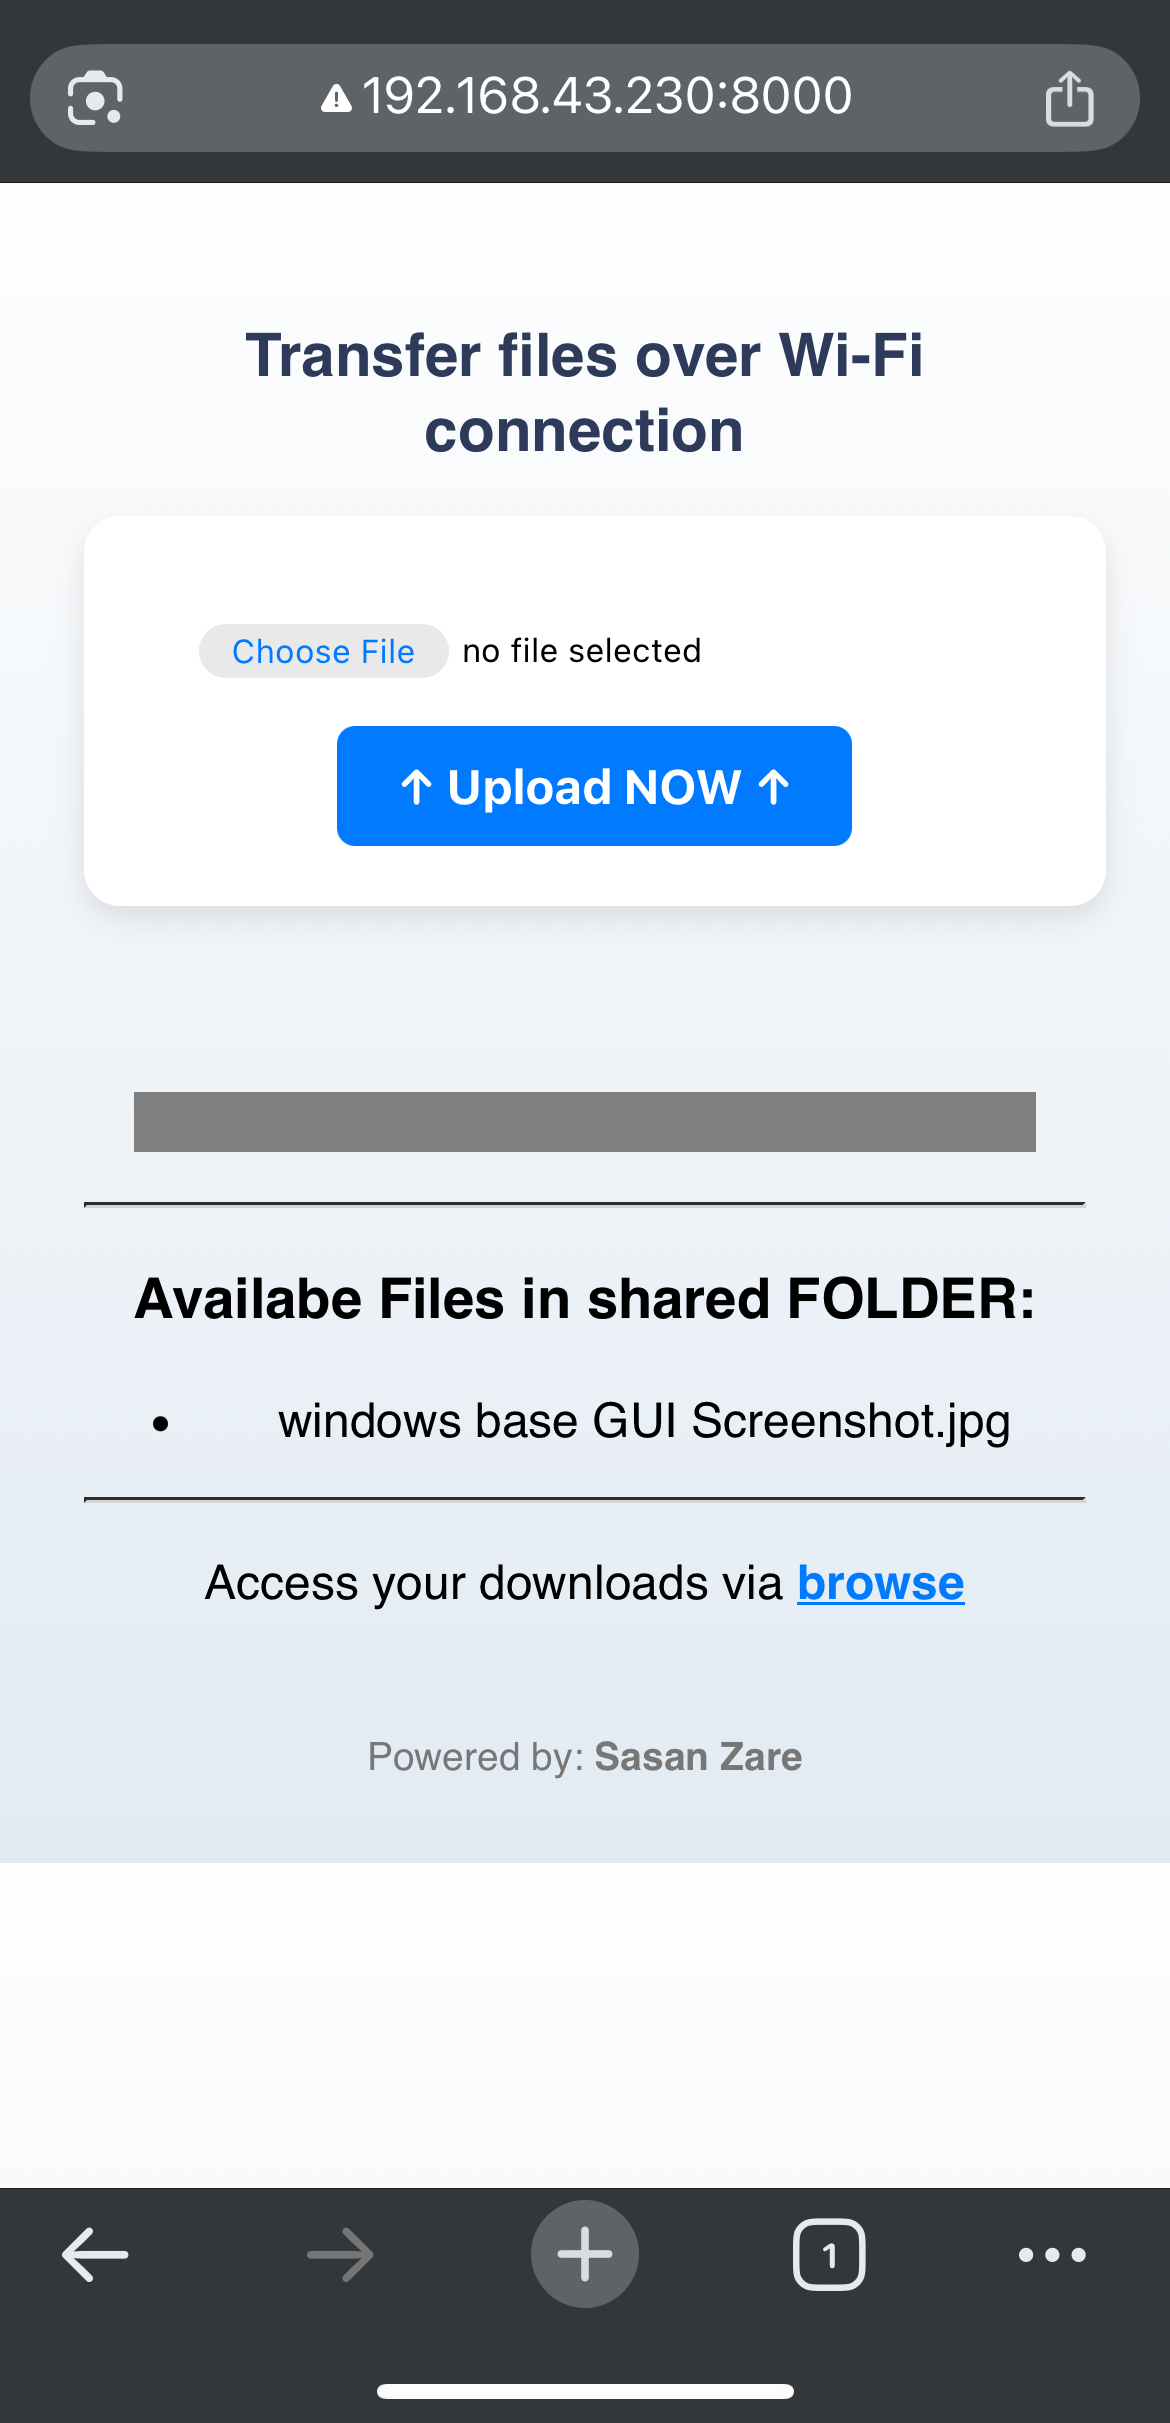 192.168.43.230:8000
Transfer files over Wi-Fi
connection
Choose File no file selected
↑ Upload NOW ↑
Availabe Files in shared FOLDER:
• windows base GUI Screenshot.jpg
Access your downloads via browse
Powered by: Sasan Zare
1